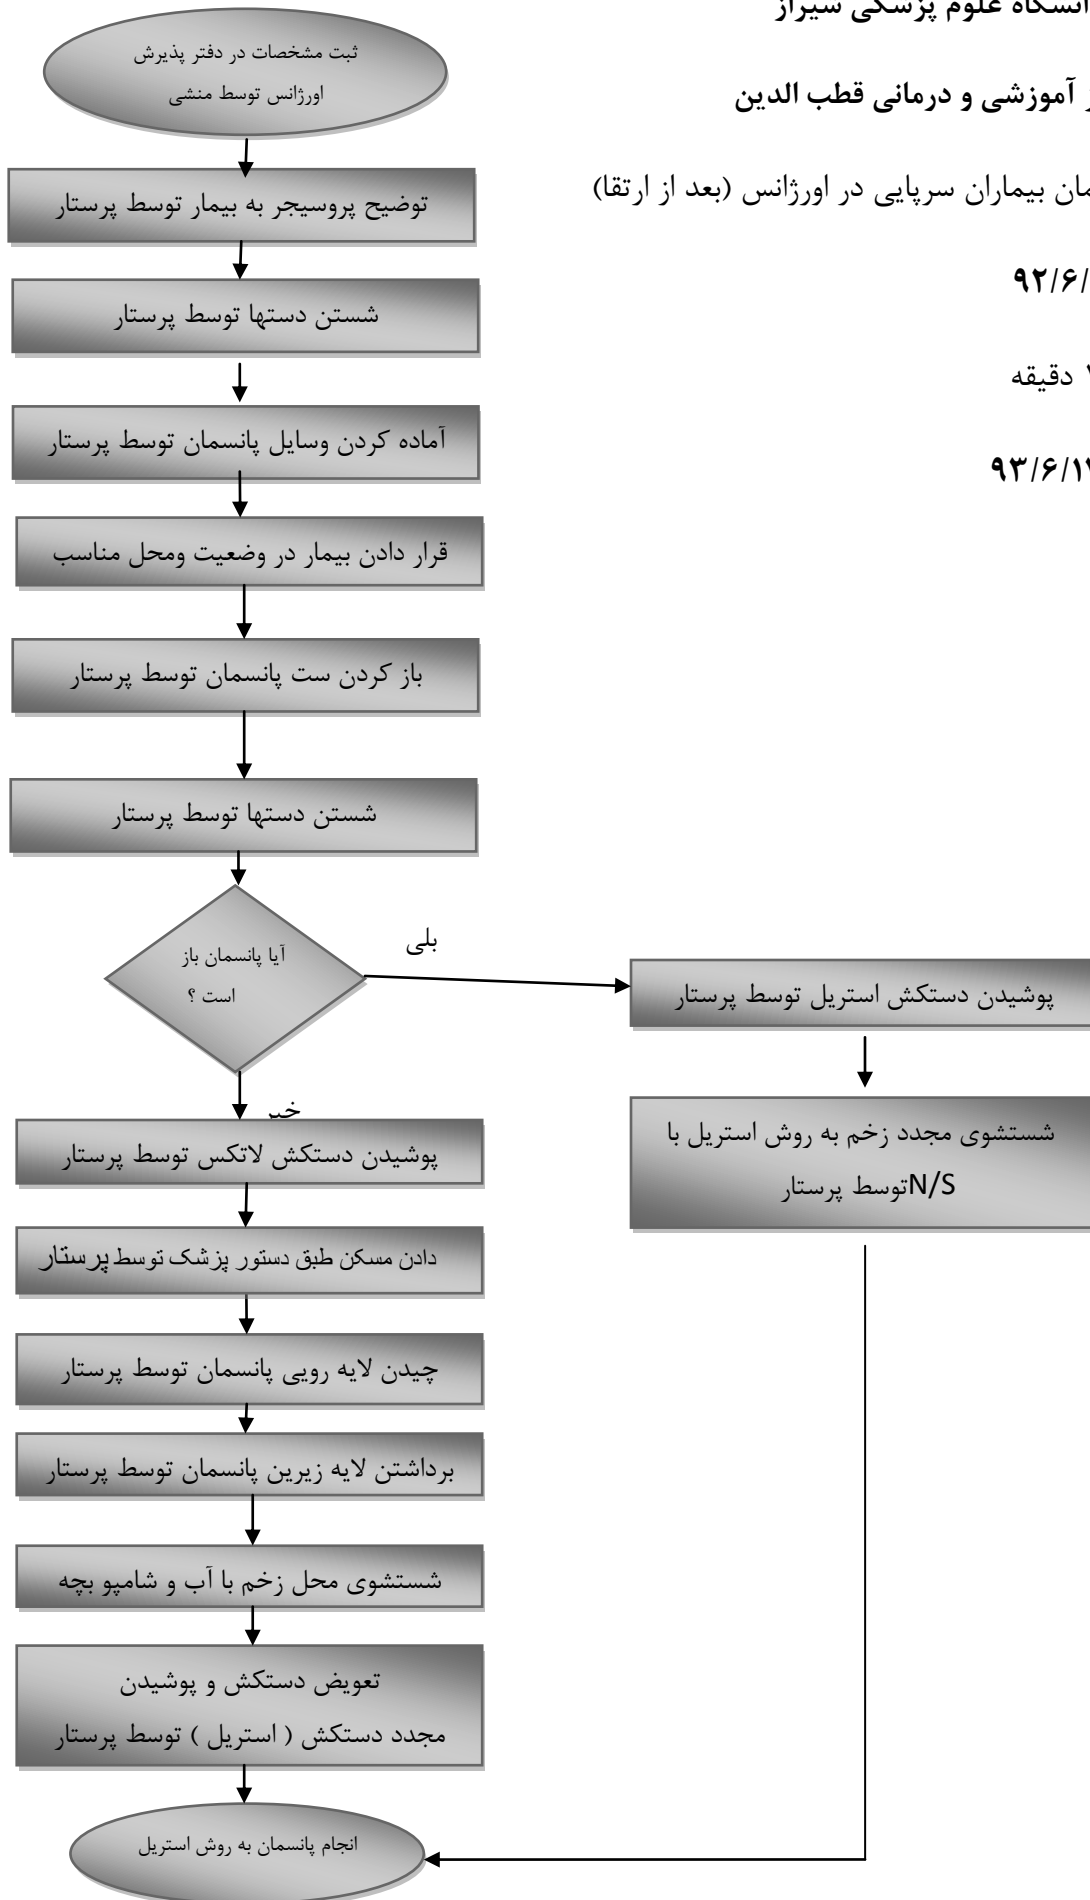 علوم پزشکی شیراز
آموزشی و درمانی قطب الدین
بیماران سرپایی در اورژانس (بعد از ارتقا)
۹۲/۶/
دقیقه
۹۳/۶/۱
ثبت مشخصات در دفتر پذیرش
اورژانس توسط منشی
توضیح پروسیجر به بیمار توسط پرستار
شستن دستها توسط پرستار
آماده کردن وسایل پانسمان توسط پرستار
قرار دادن بیمار در وضعیت ومحل مناسب
باز کردن ست پانسمان توسط پرستار
شستن دستها توسط پرستار
آیا پانسمان باز
است ؟
بلی
پوشیدن دستکش استریل توسط پرستار
شستشوی مجدد زخم به روش استریل با
N/Sتوسط پرستار
خیر
پوشیدن دستکش لاتکس توسط پرستار
دادن مسکن طبق دستور پزشک توسط پرستار
چیدن لایه رویی پانسمان توسط پرستار
برداشتن لایه زیرین پانسمان توسط پرستار
شستشوی محل زخم با آب و شامپو بچه
تعویض دستکش و پوشیدن
مجدد دستکش ( استریل ) توسط پرستار
انجام پانسمان به روش استریل